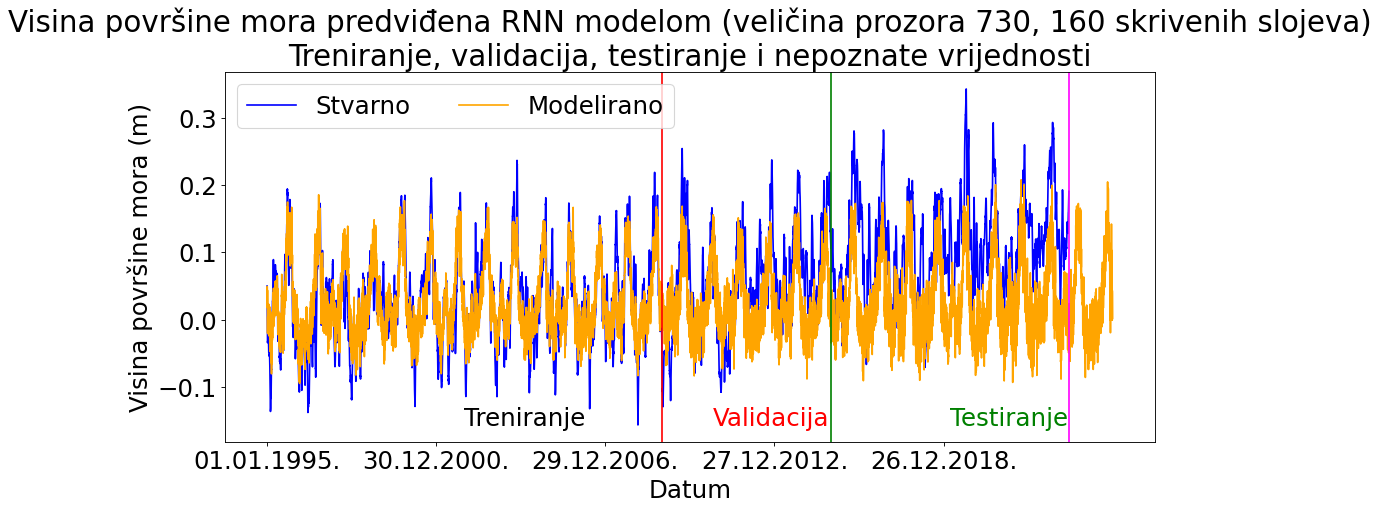 Visina površine mora predviđena RNN modelom (veličina prozora 730, 160 skrivenih slojeva)
Treniranje, validacija, testiranje i nepoznate vrijednosti
Stvarno Modelirano
Visina površine mora (m)
0.3
0.2
0.1
0.0
−0.1
Treniranje Validacija Testiranje
01.01.1995. 30.12.2000. 29.12.2006. 27.12.2012. 26.12.2018.
Datum